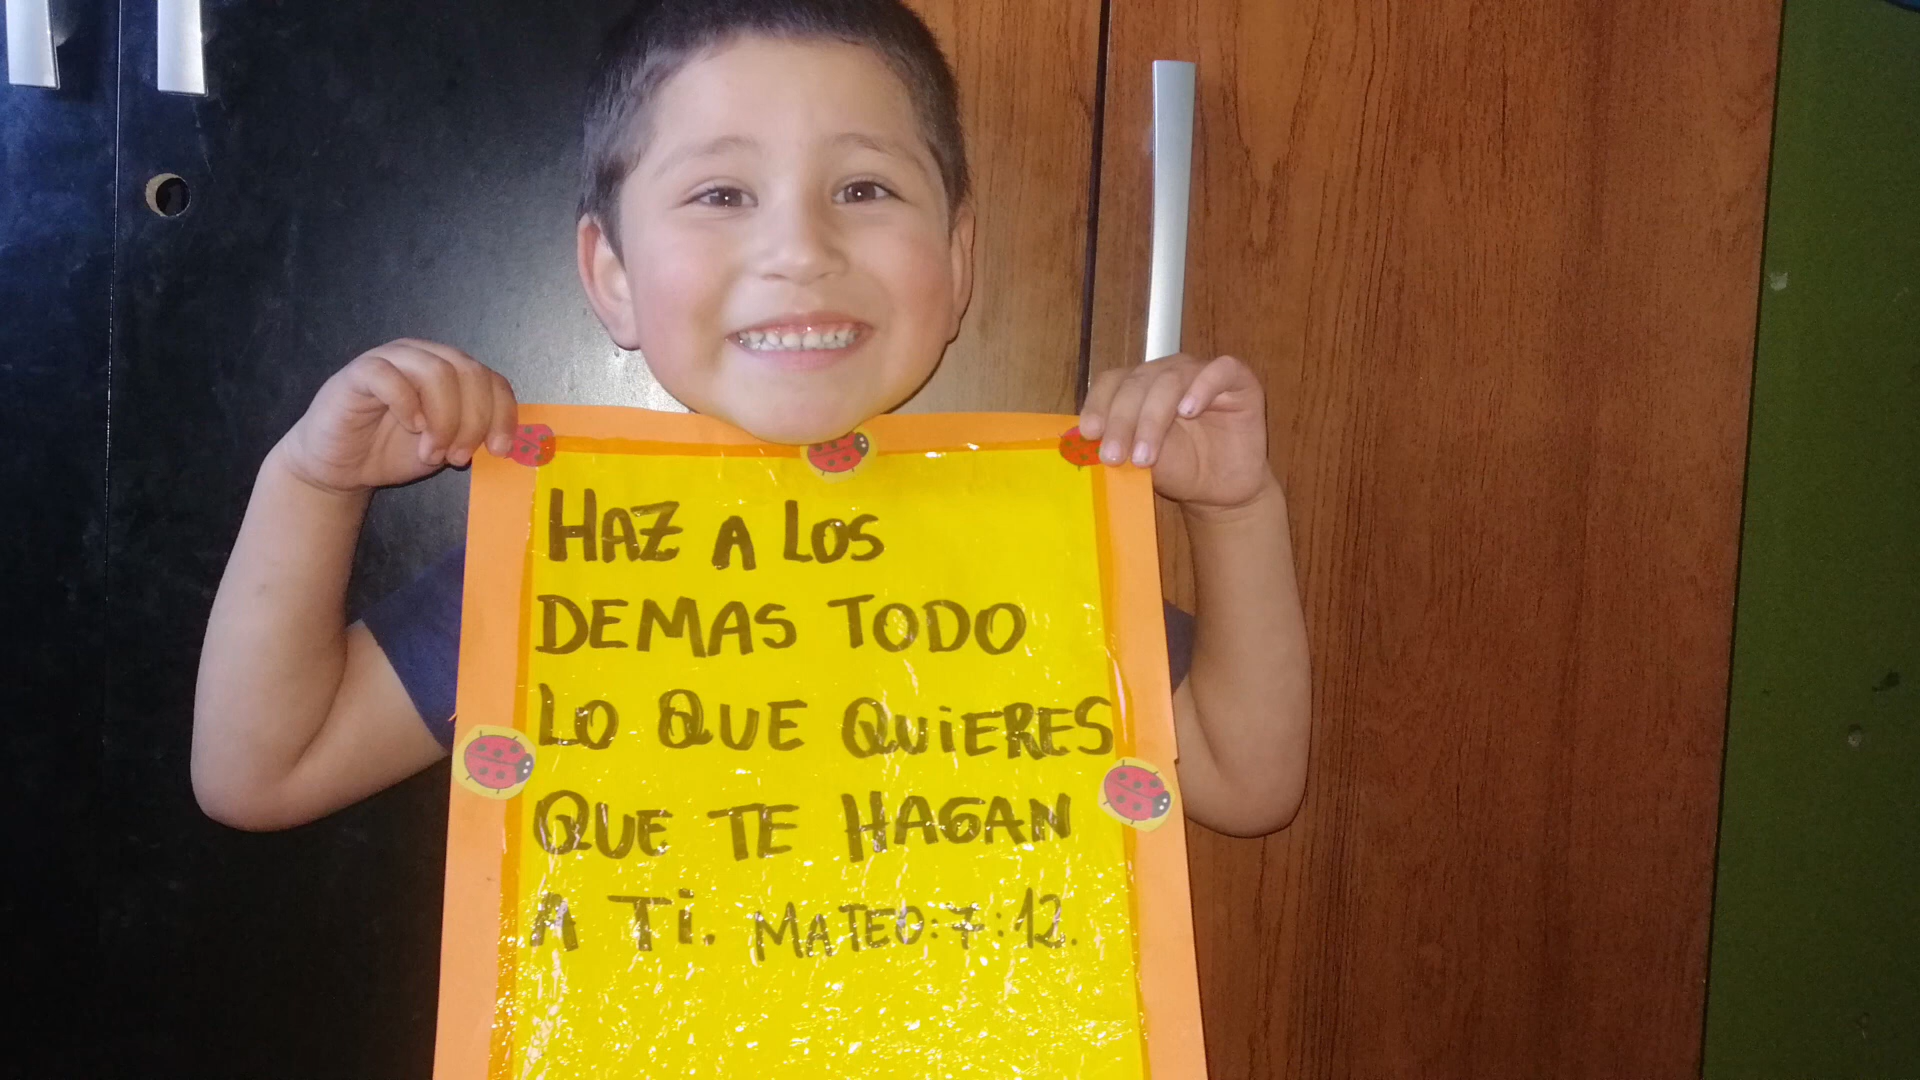 HAZ A LOS
DEMAS TODO
LO QUE QUiERES
QUE TE HAGAN
A Ti. MATEO:7:12.